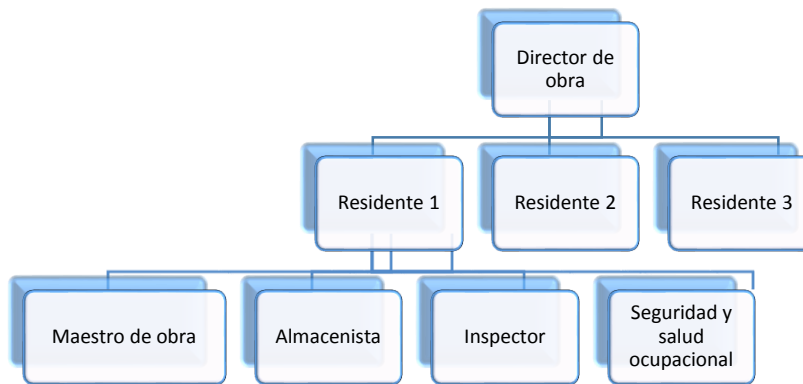 Director de
obra
Residente 1
Residente 2
Residente 3
Maestro de obra
Almacenista
Inspector
Seguridad y
salud
ocupacional